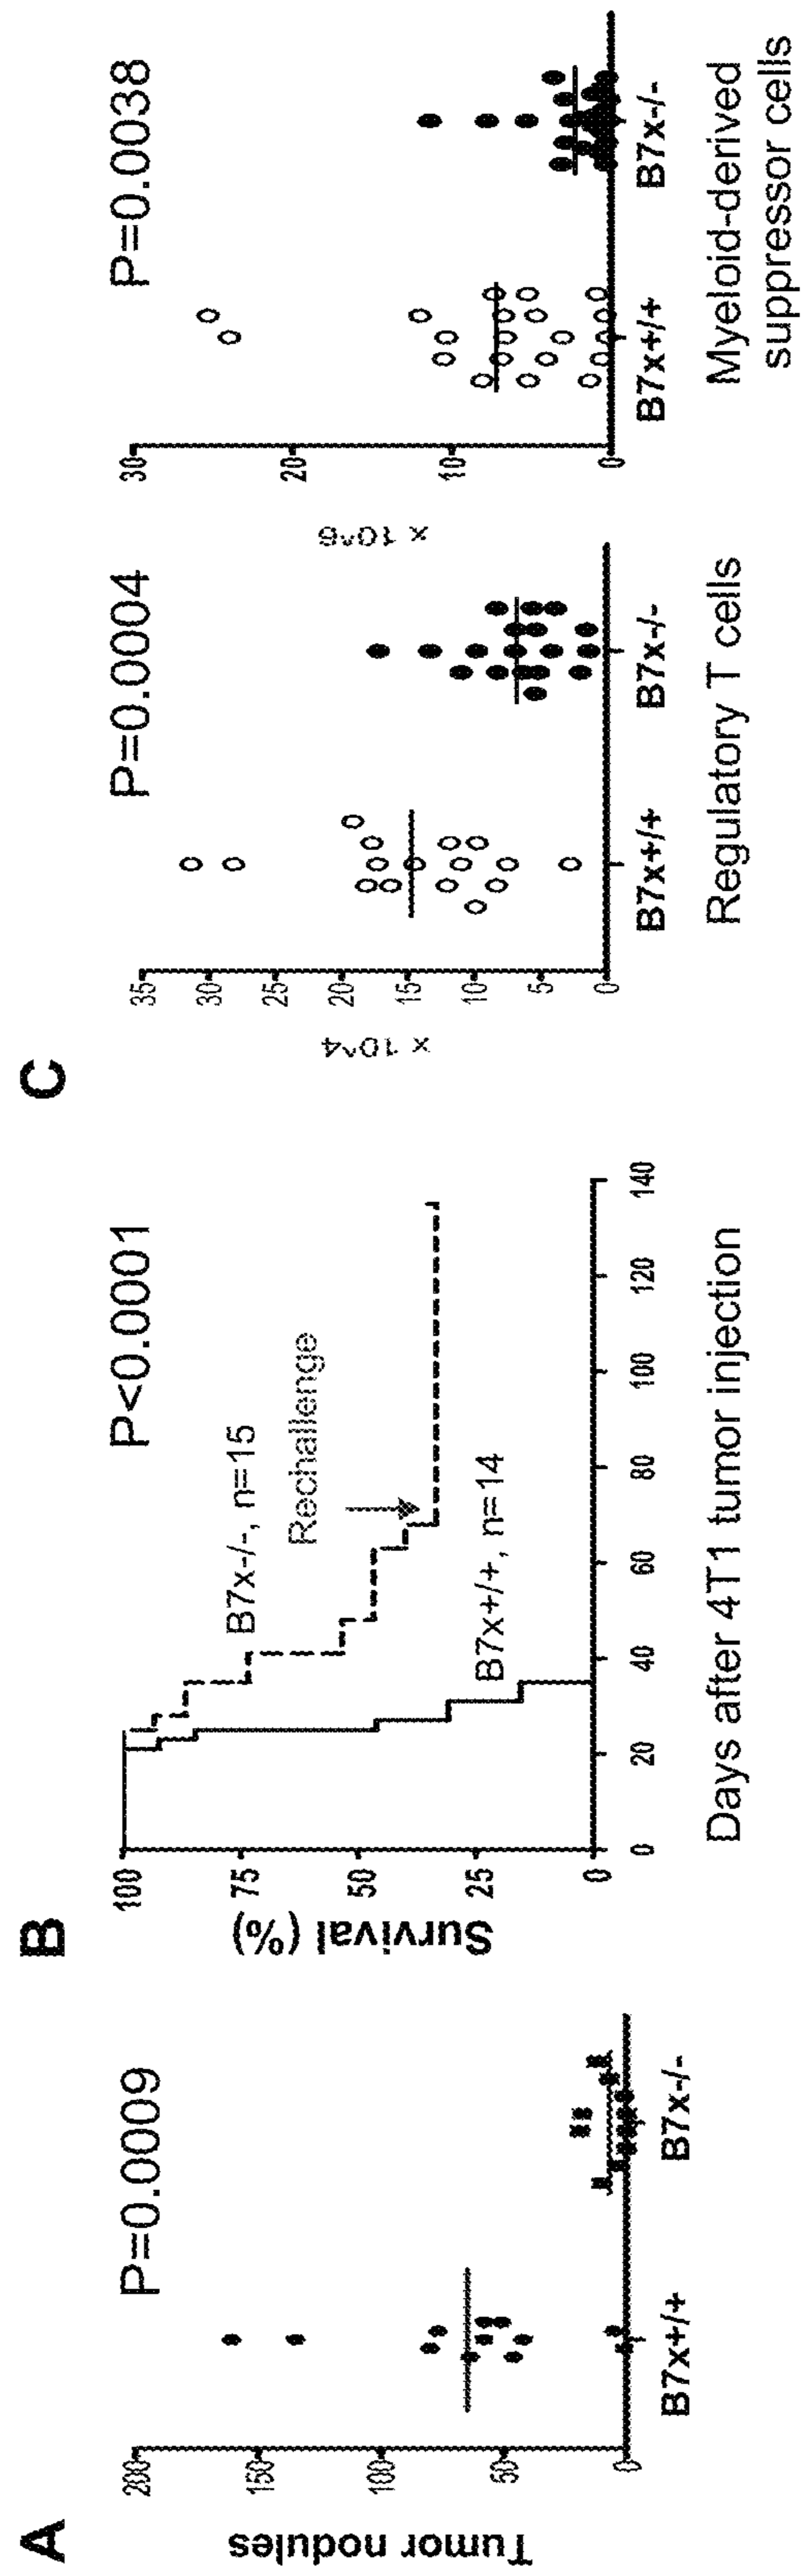 A
P=0.0009
Tumor nodules
200
150
100
50
0
B7x+/+
B7x-/-
B
P<0.0001
Survival (%)
100
75
50
25
0
B7x-/-, n=15
Rechallenge
B7x+/+, n=14
0
20
40
60
80
100
120
140
Days after 4T1 tumor injection
C
P=0.0004
x 10^4
35
30
25
20
15
10
5
0
B7x+/+
B7x-/-
Regulatory T cells
P=0.0038
x 10^6
30
20
10
0
B7x+/+
B7x-/-
Myeloid-derived
suppressor cells